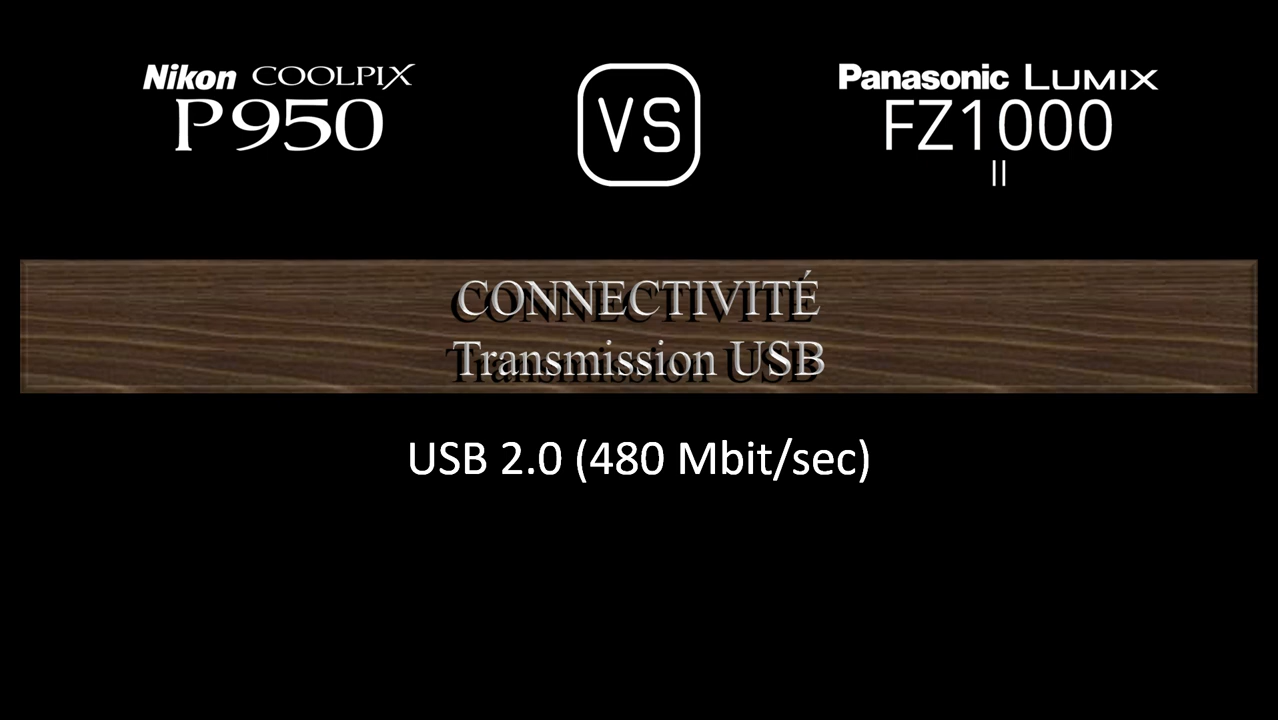 Nikon COOLPIX
P950
VS
Panasonic LUMIX
FZ1000
II
CONNECTIVITÉ
Transmission USB
USB 2.0 (480 Mbit/sec)